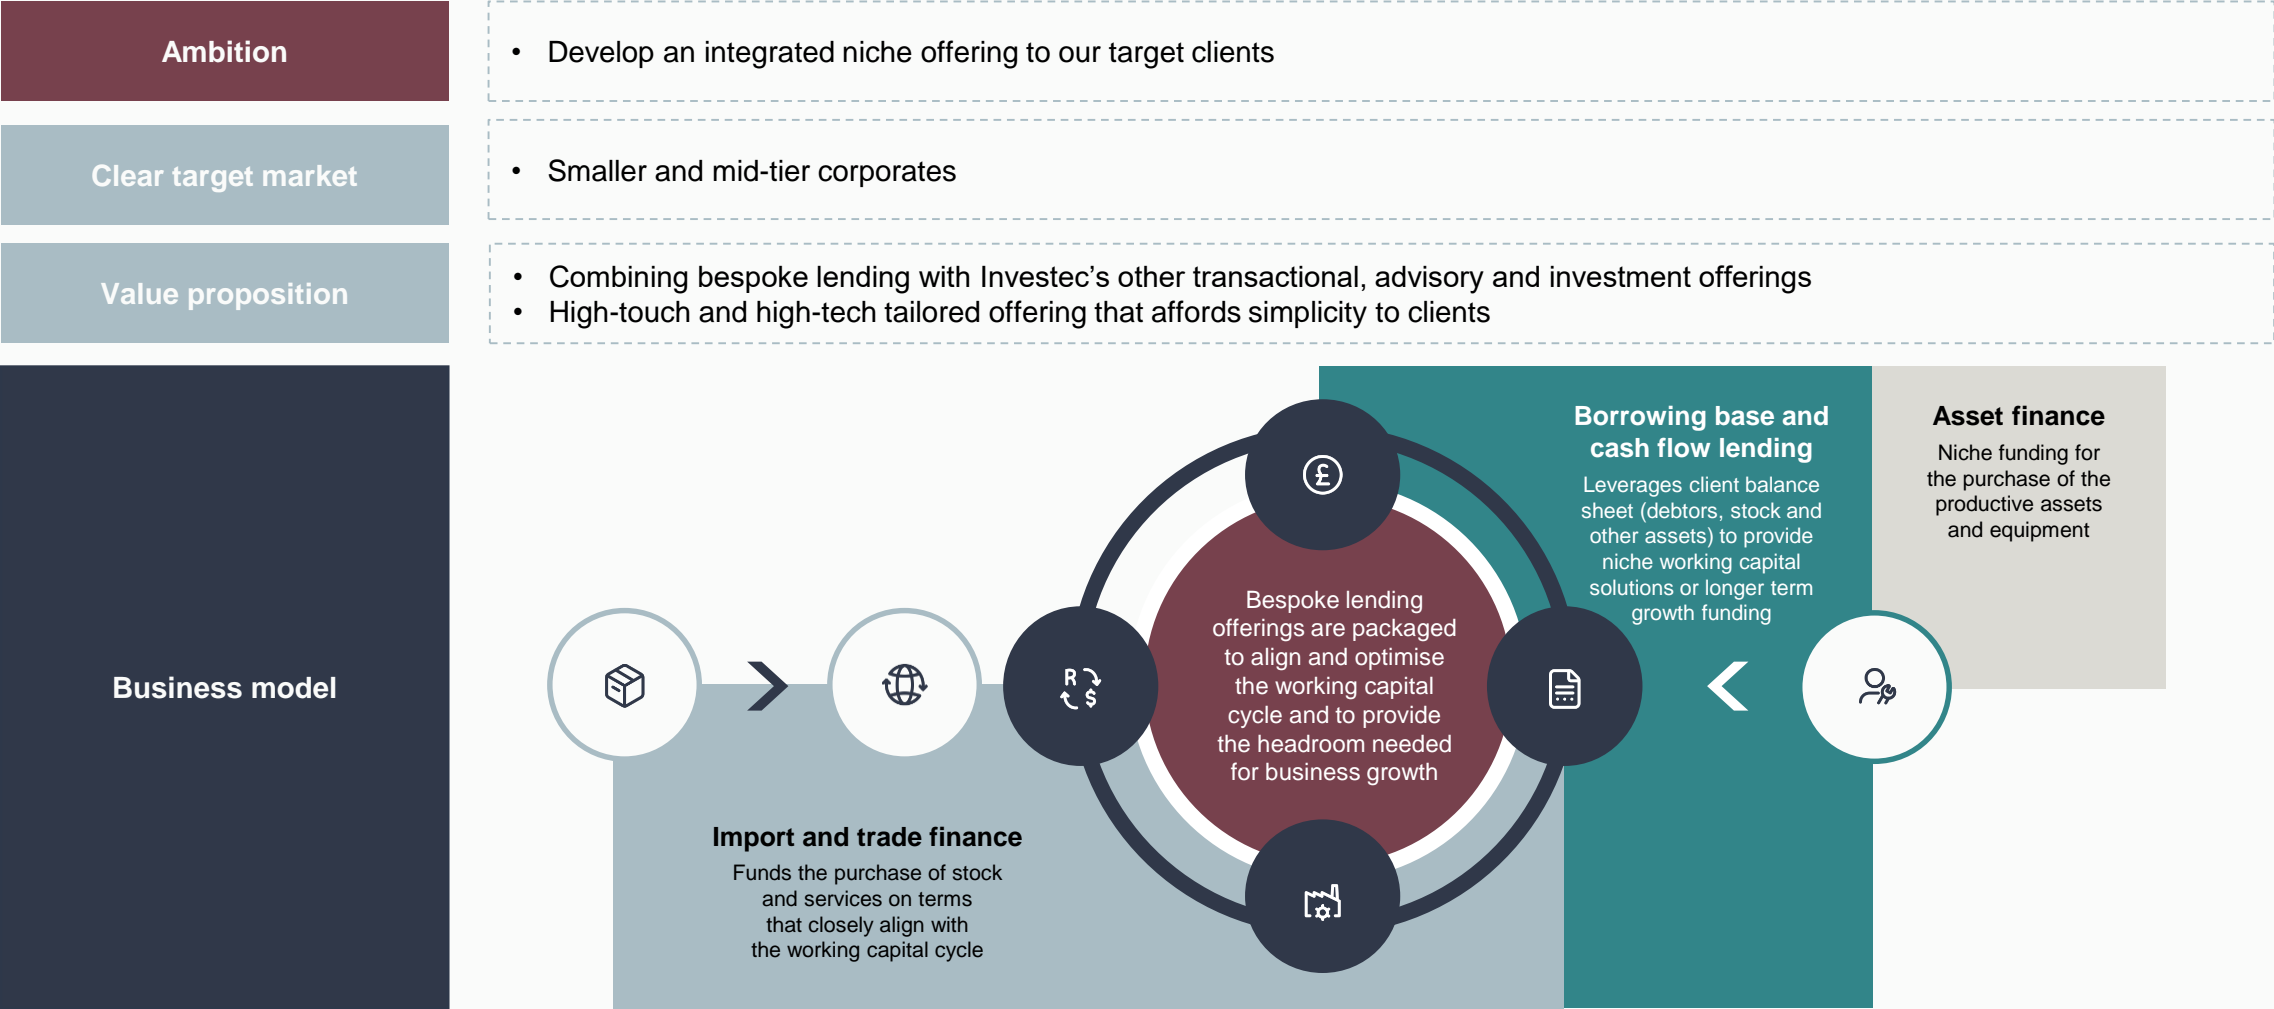 Ambition
• Develop an integrated niche offering to our target clients
Clear target market
• Smaller and mid-tier corporates
Value proposition
• Combining bespoke lending with Investec’s other transactional, advisory and investment offerings
• High-touch and high-tech tailored offering that affords simplicity to clients
Business model
£
R
$
Bespoke lending
offerings are packaged
to align and optimise
the working capital
cycle and to provide
the headroom needed
for business growth
Import and trade finance
Funds the purchase of stock
and services on terms
that closely align with
the working capital cycle
Borrowing base and
cash flow lending
Leverages client balance
sheet (debtors, stock and
other assets) to provide
niche working capital
solutions or longer term
growth funding
Asset finance
Niche funding for
the purchase of the
productive assets
and equipment